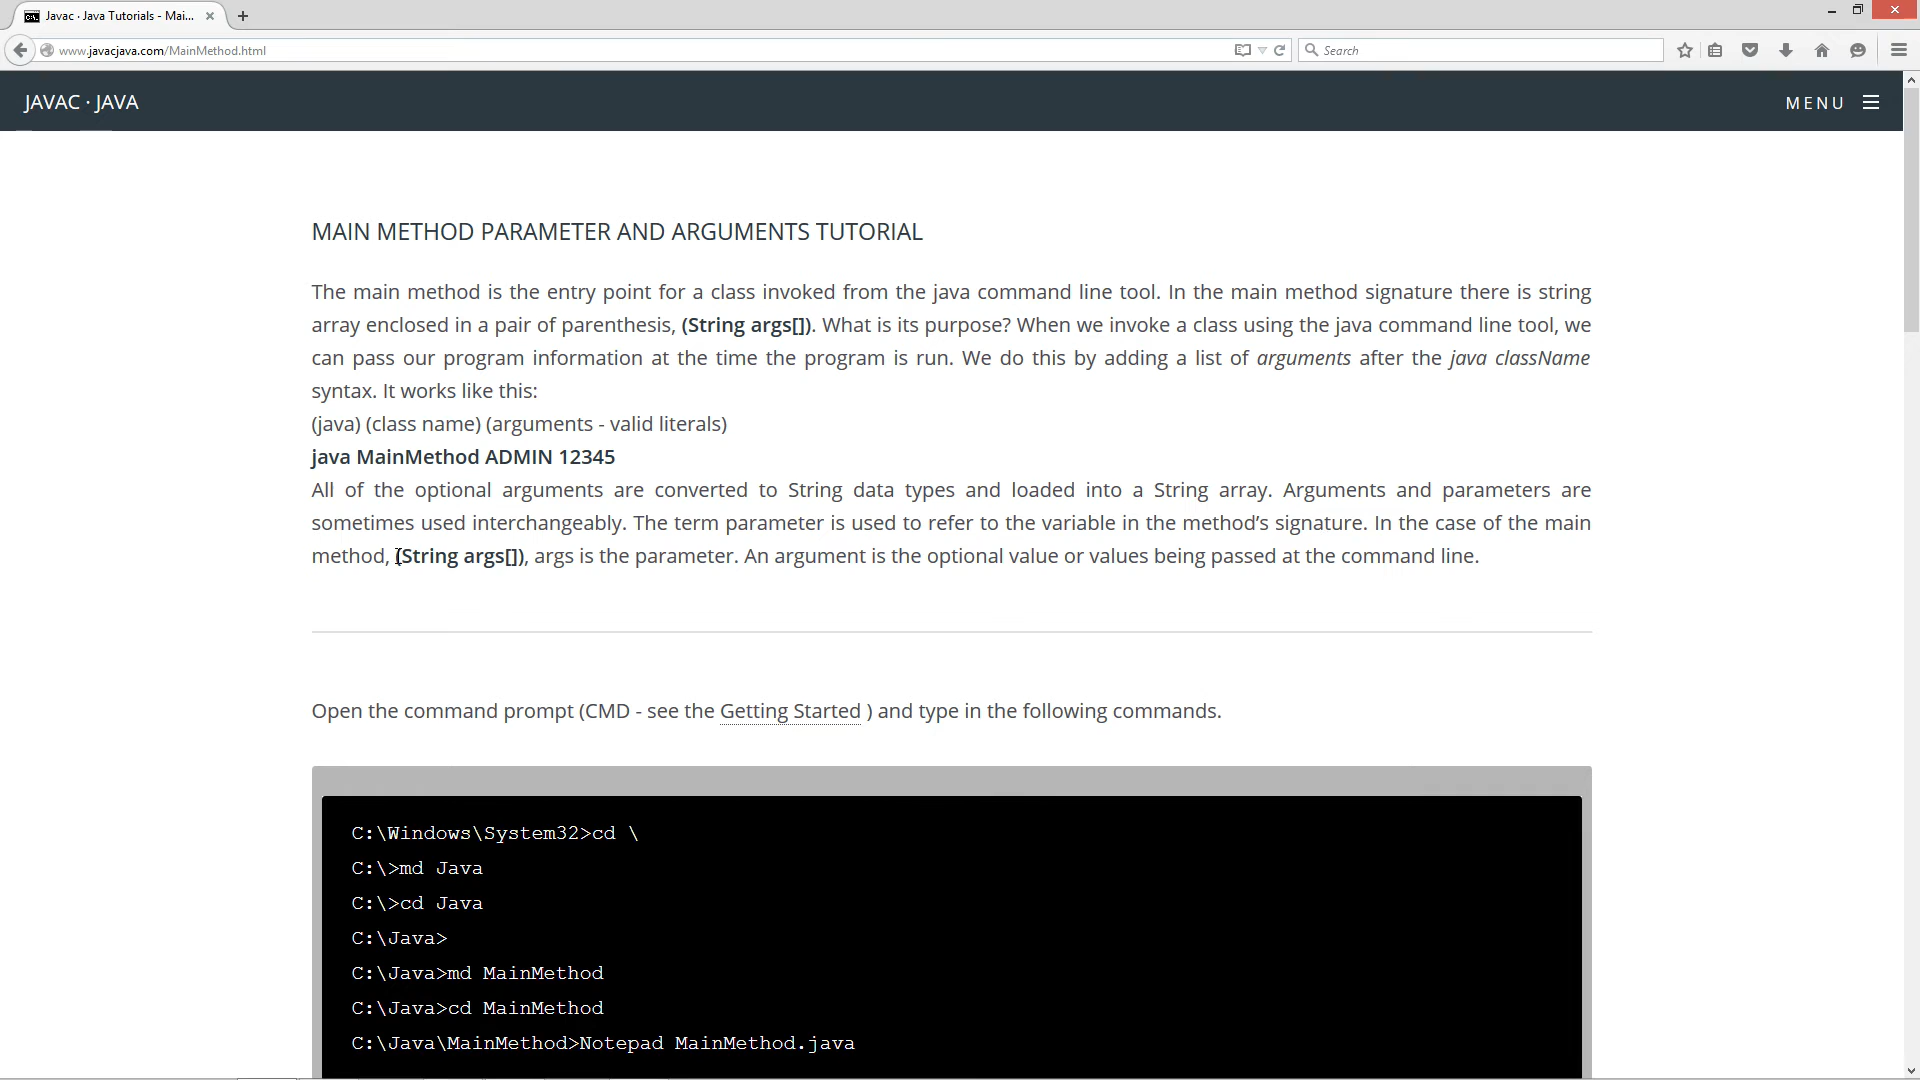 Javac · Java Tutorials - Mai...
www.javacjava.com/MainMethod.html
Search
JAVAC · JAVA
MENU
MAIN METHOD PARAMETER AND ARGUMENTS TUTORIAL
The main method is the entry point for a class invoked from the java command line tool. In the main method signature there is string
array enclosed in a pair of parenthesis, (String args[]). What is its purpose? When we invoke a class using the java command line tool, we
can pass our program information at the time the program is run. We do this by adding a list of arguments after the java className
syntax. It works like this:
(java) (class name) (arguments - valid literals)
java MainMethod ADMIN 12345
All of the optional arguments are converted to String data types and loaded into a String array. Arguments and parameters are
sometimes used interchangeably. The term parameter is used to refer to the variable in the method’s signature. In the case of the main
method, (String args[]), args is the parameter. An argument is the optional value or values being passed at the command line.
Open the command prompt (CMD - see the Getting Started ) and type in the following commands.
C:\Windows\System32>cd \
C:\>md Java
C:\>cd Java
C:\Java>
C:\Java>md MainMethod
C:\Java>cd MainMethod
C:\Java\MainMethod>Notepad MainMethod.java